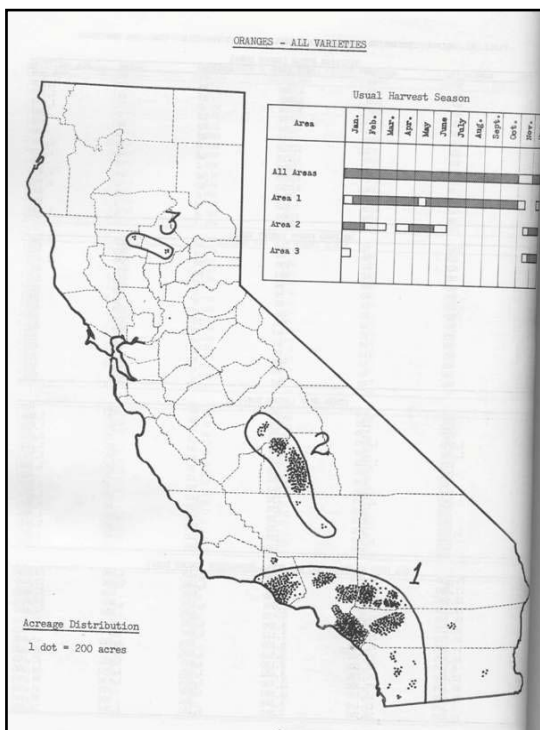 ORANGES - ALL VARIETIES
Usual Harvest Season
Area
Jan.
Feb.
Mar.
Apr.
May
June
July
Aug.
Sept.
Oct.
Nov.
All Areas
Area 1
Area 2
Area 3
3
2
1
Acreage Distribution
1 dot = 200 acres